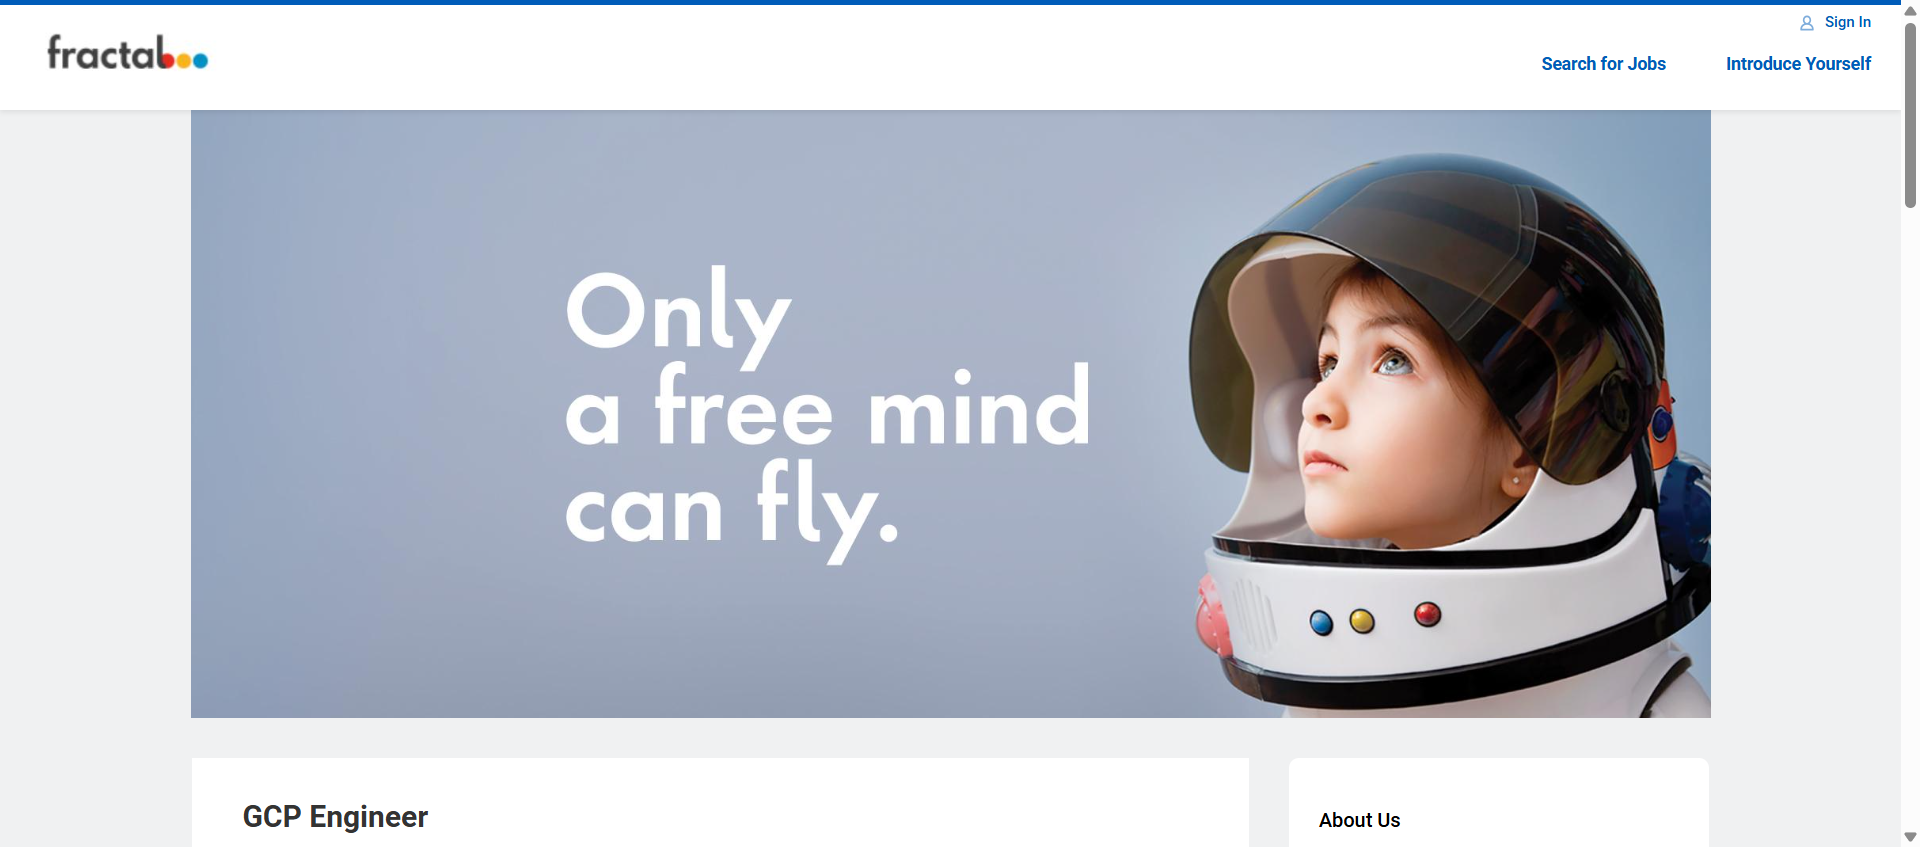 fractal
Sign In
Search for Jobs
Introduce Yourself
Only
a free mind
can fly.
GCP Engineer
About Us